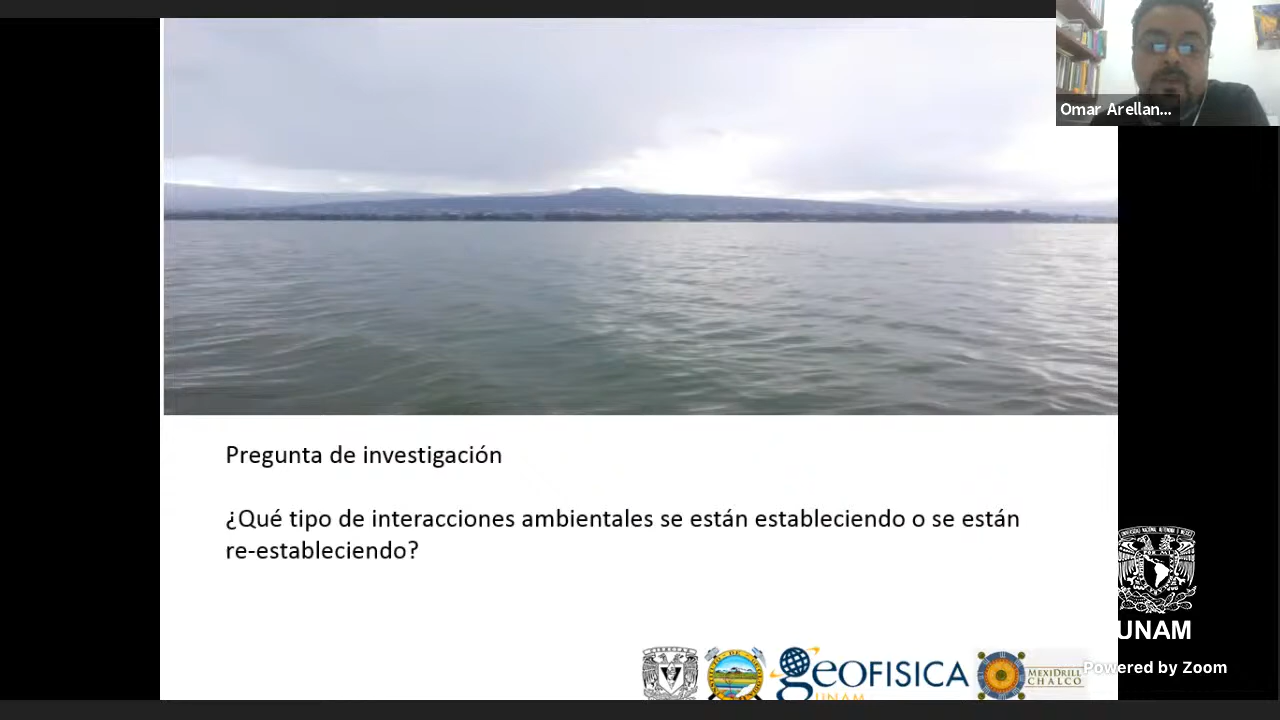 Omar Arellan...
Pregunta de investigación
¿Qué tipo de interacciones ambientales se están estableciendo o se están
re-estableciendo?
GEOFISICA
UNAM
MEXIDRILL
CHALCO
UNAM
Powered by Zoom